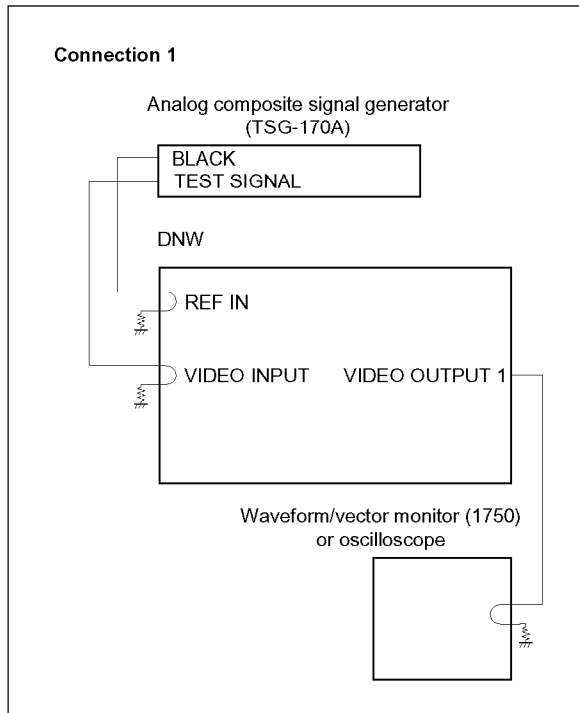 Connection 1
Analog composite signal generator
(TSG-170A)
BLACK
TEST SIGNAL
DNW
REF IN
VIDEO INPUT
VIDEO OUTPUT 1
Waveform/vector monitor (1750)
or oscilloscope